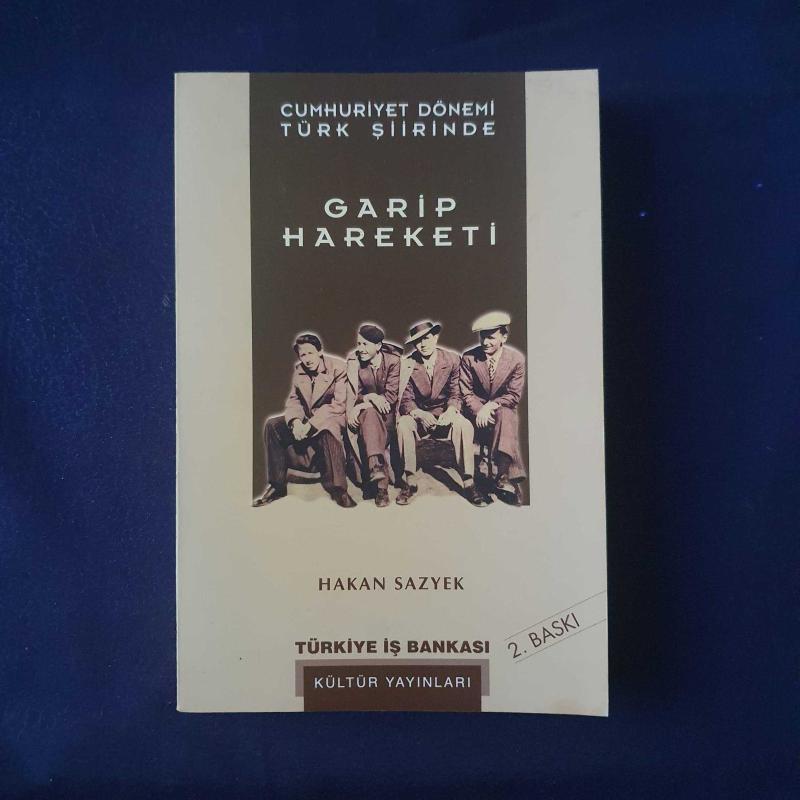 CUMHURİYET DÖNEMİ
TÜRK ŞİİRİNDE
GARİP
HAREKETİ
HAKAN SAZYEK
2. BASKI
TÜRKİYE İŞ BANKASI
KÜLTÜR YAYINLARI